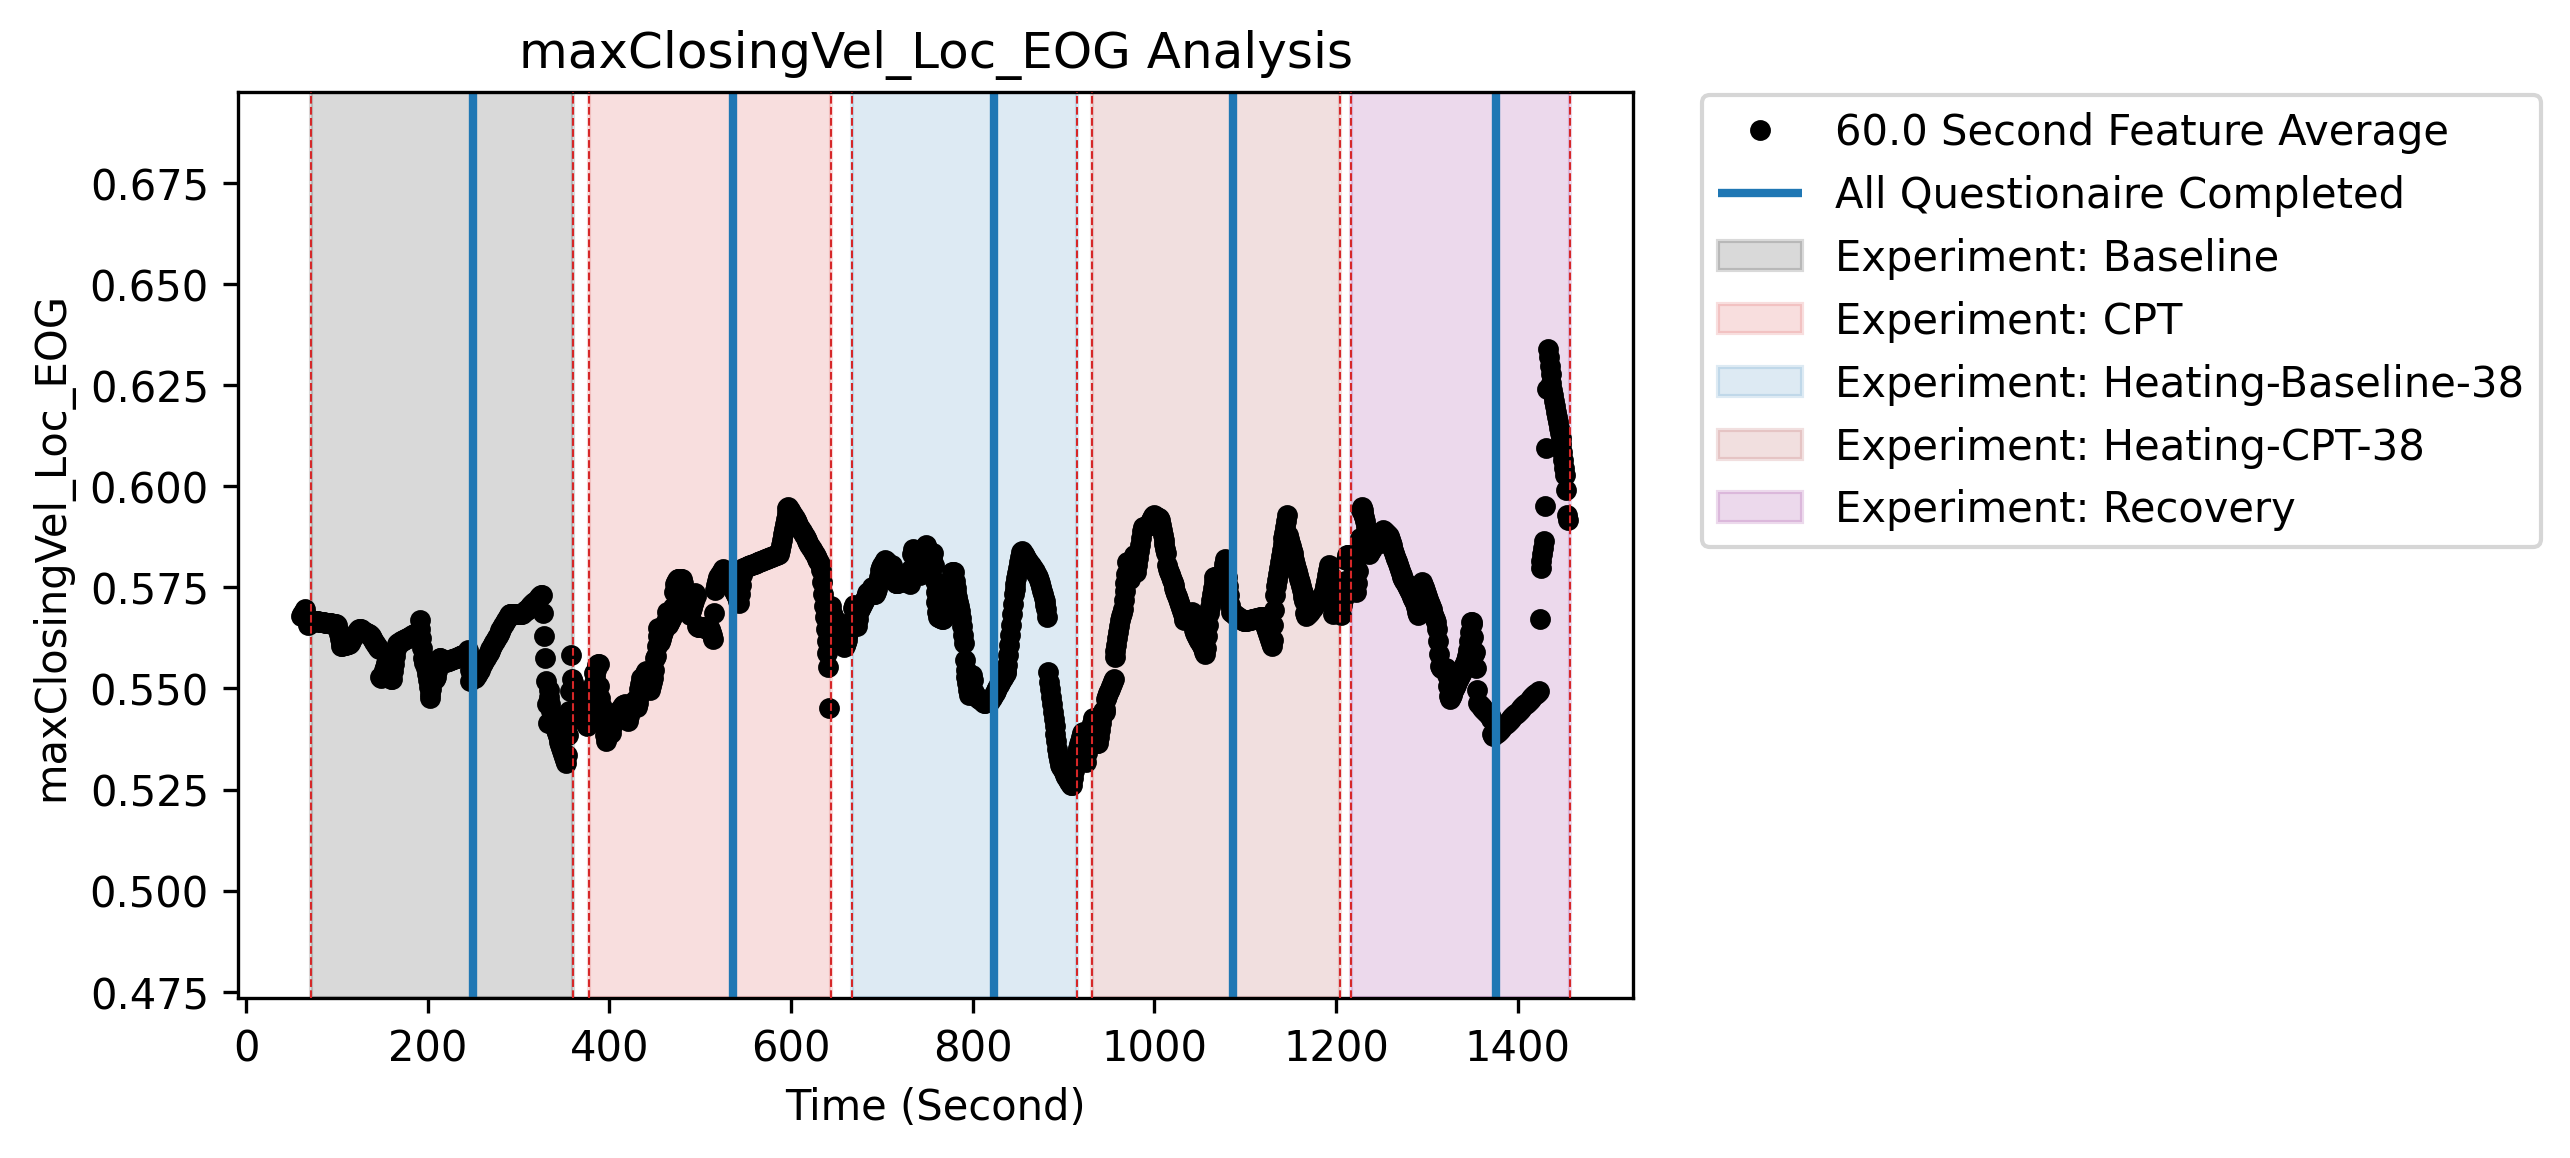 maxClosingVel_Loc_EOG Analysis
maxClosingVel_Loc_EOG
0.675
0.650
0.625
0.600
0.575
0.550
0.525
0.500
0.475
0 200 400 600 800 1000 1200 1400
Time (Second)
60.0 Second Feature Average
All Questionaire Completed
Experiment: Baseline
Experiment: CPT
Experiment: Heating-Baseline-38
Experiment: Heating-CPT-38
Experiment: Recovery